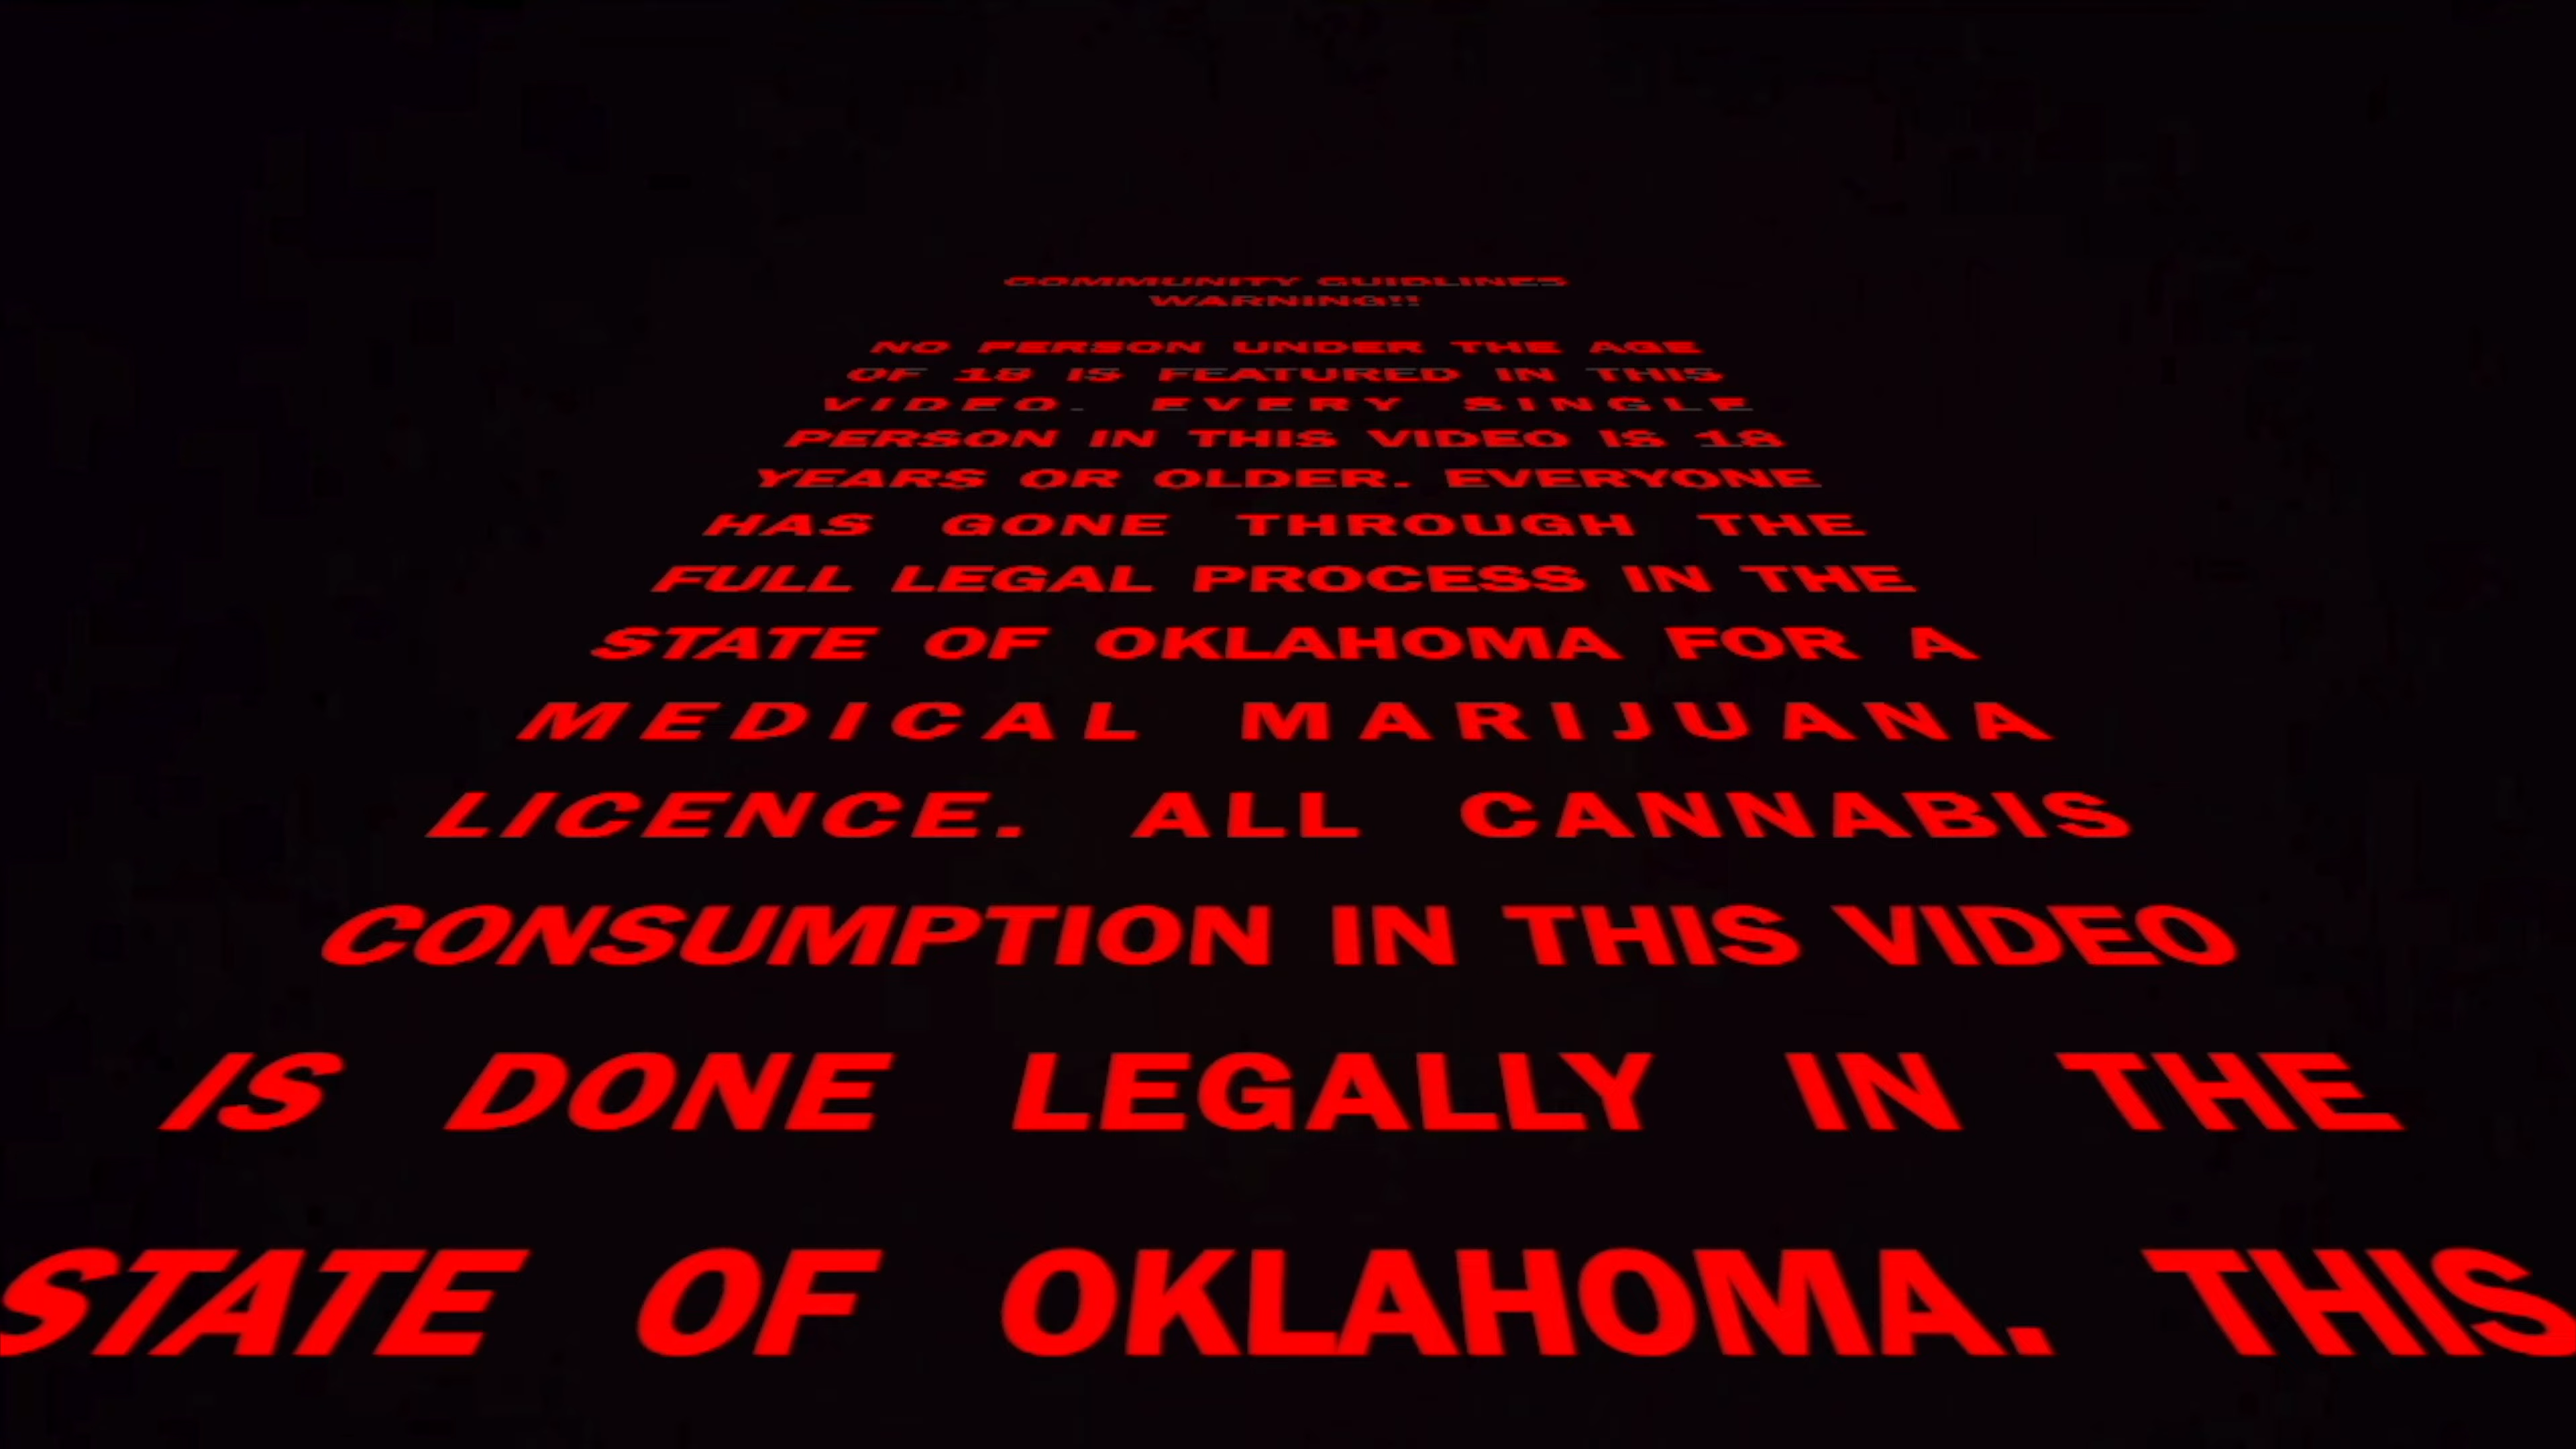 COMMUNITY GUIDLINES
WARNING!!
NO PERSON UNDER THE AGE
OF 18 IS FEATURED IN THIS
VIDEO. EVERY SINGLE
PERSON IN THIS VIDEO IS 18
YEARS OR OLDER. EVERYONE
HAS GONE THROUGH THE
FULL LEGAL PROCESS IN THE
STATE OF OKLAHOMA FOR A
MEDICAL MARIJUANA
LICENCE. ALL CANNABIS
CONSUMPTION IN THIS VIDEO
IS DONE LEGALLY IN THE
STATE OF OKLAHOMA. THIS